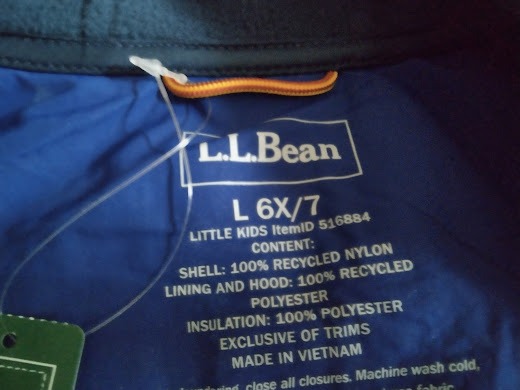 L.L.Bean
L 6X/7
LITTLE KIDS ItemID 516884
CONTENT:
SHELL: 100% RECYCLED NYLON
LINING AND HOOD: 100% RECYCLED
POLYESTER
INSULATION: 100% POLYESTER
EXCLUSIVE OF TRIMS
MADE IN VIETNAM
close all closures. Machine wash cold,
fabric